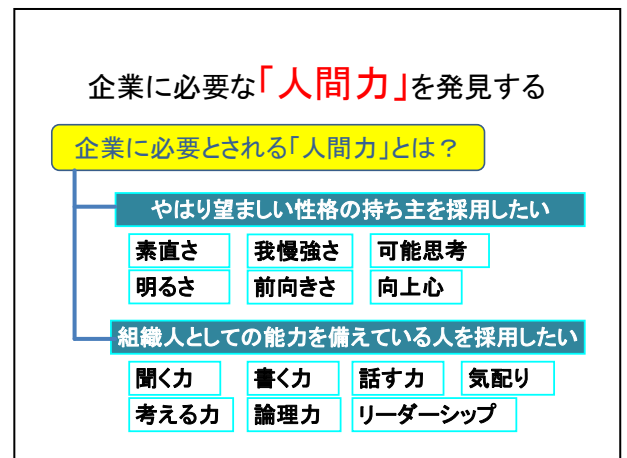 企業に必要な「人間力」を発見する
企業に必要とされる「人間力」とは?
やはり望ましい性格の持ち主を採用したい
素直さ 我慢強さ 可能思考
明るさ 前向きさ 向上心
組織人としての能力を備えている人を採用したい
聞く力 書く力 話す力 気配り
考える力 論理力 リーダーシップ